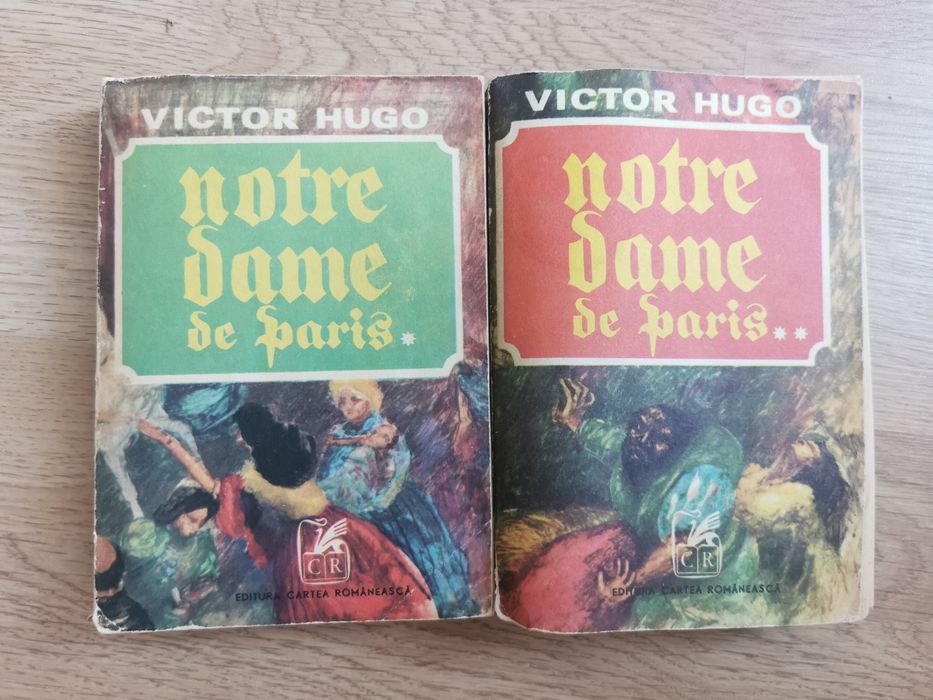 VICTOR HUGO
notre
dame
de paris*
CR
EDITURA CARTEA ROMÂNEASCĂ
VICTOR HUGO
notre
dame
de paris**
CR
EDITURA CARTEA ROMÂNEASCĂ